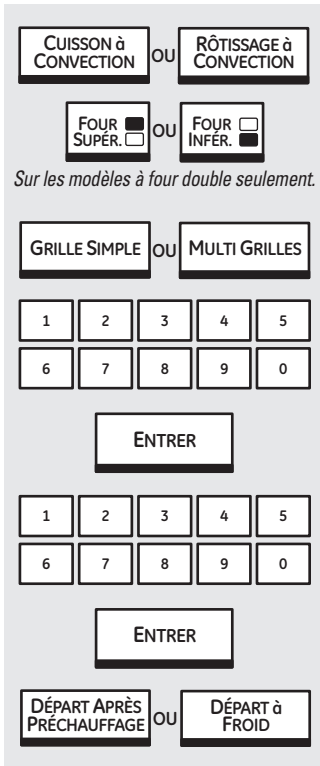 CUISSON à CONVECTION OU RÔTISSAGE à CONVECTION
FOUR SUPÉR. OU FOUR INFÉR.
Sur les modèles à four double seulement.
GRILLE SIMPLE OU MULTI GRILLES
1 2 3 4 5
6 7 8 9 0
ENTRER
1 2 3 4 5
6 7 8 9 0
ENTRER
DÉPART APRÈS PRÉCHAUFFAGE OU DÉPART à FROID